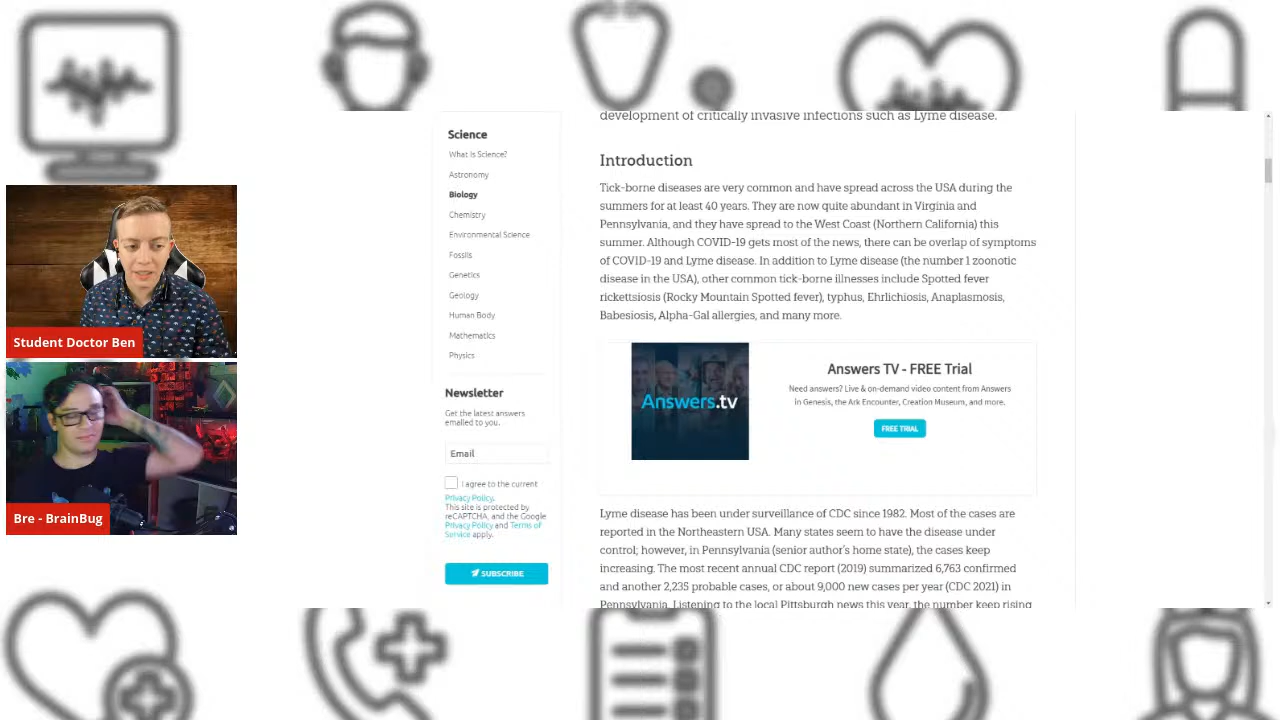 Student Doctor Ben
Bre - BrainBug
Science
What Is Science?
Astronomy
Biology
Chemistry
Environmental Science
Fossils
Genetics
Geology
Human Body
Mathematics
Physics
Newsletter
Get the latest answers
emailed to you.
Email
I agree to the current
Privacy Policy.
This site is protected by
reCAPTCHA, and the Google
Privacy Policy and Terms of
Service apply.
SUBSCRIBE
development of critically invasive infections such as Lyme disease.
Introduction
Tick-borne diseases are very common and have spread across the USA during the
summers for at least 40 years. They are now quite abundant in Virginia and
Pennsylvania, and they have spread to the West Coast (Northern California) this
summer. Although COVID-19 gets most of the news, there can be overlap of symptoms
of COVID-19 and Lyme disease. In addition to Lyme disease (the number 1 zoonotic
disease in the USA), other common tick-borne illnesses include Spotted fever
rickettsiosis (Rocky Mountain Spotted fever), typhus, Ehrlichiosis, Anaplasmosis,
Babesiosis, Alpha-Gal allergies, and many more.
Answers.tv
Answers TV - FREE Trial
Need answers? Live & on-demand video content from Answers
in Genesis, the Ark Encounter, Creation Museum, and more.
FREE TRIAL
Lyme disease has been under surveillance of CDC since 1982. Most of the cases are
reported in the Northeastern USA. Many states seem to have the disease under
control; however, in Pennsylvania (senior author's home state), the cases keep
increasing. The most recent annual CDC report (2019) summarized 6,763 confirmed
and another 2,235 probable cases, or about 9,000 new cases per year (CDC 2021) in
Pennsylvania. Listening to the local Pittsburgh news this year, the number keep rising